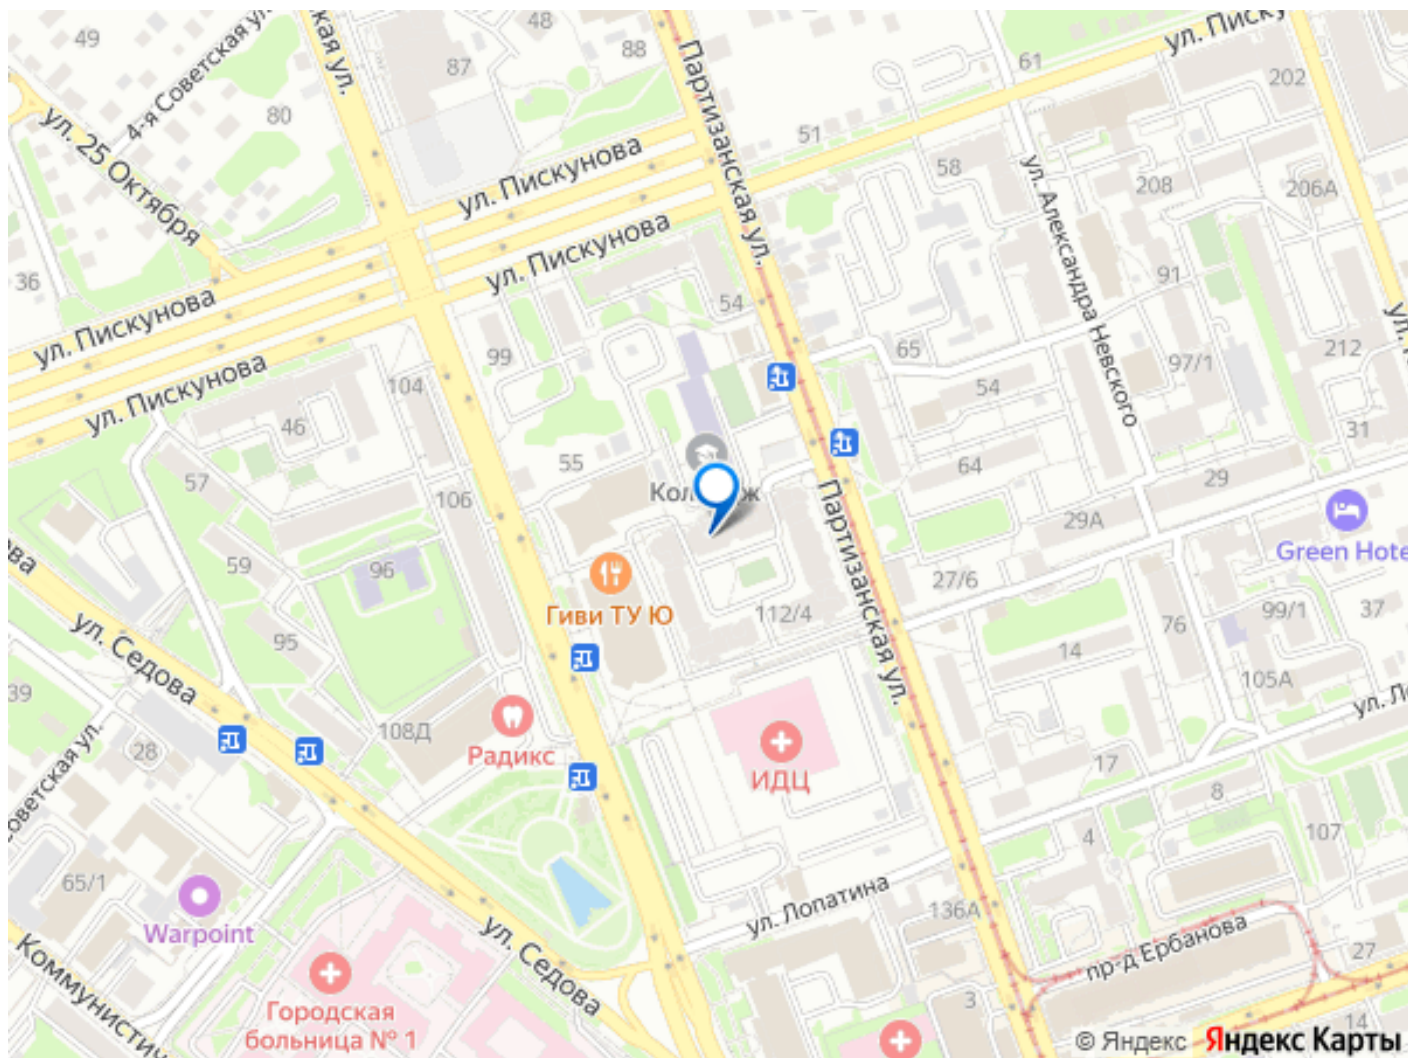 49
4-я Советская ул.
ская ул.
48
88
87
80
ул. 25 Октября
Партизанская ул.
61
202
51
ул. Пискунова
58
208
206А
ул. Александра Невского
ул. Пискунова
36
ул. Пискунова
54
91
65
99
97/1
212
ул. Пискунова
104
54
46
31
55
64
57
106
29
29А
Green Hote
96
59
27/6
Гиви ТУ Ю
112/4
99/1
37
76
95
14
ул. Седова
105А
Партизанская ул.
39
108Д
28
Радикс
ИДЦ
17
8
107
4
65/1
ул. Лопатина
136А
Warpoint
ул. Седова
пр-д Ербанова
27
Городская
больница № 1
3
14
© Яндекс
Яндекс Карты